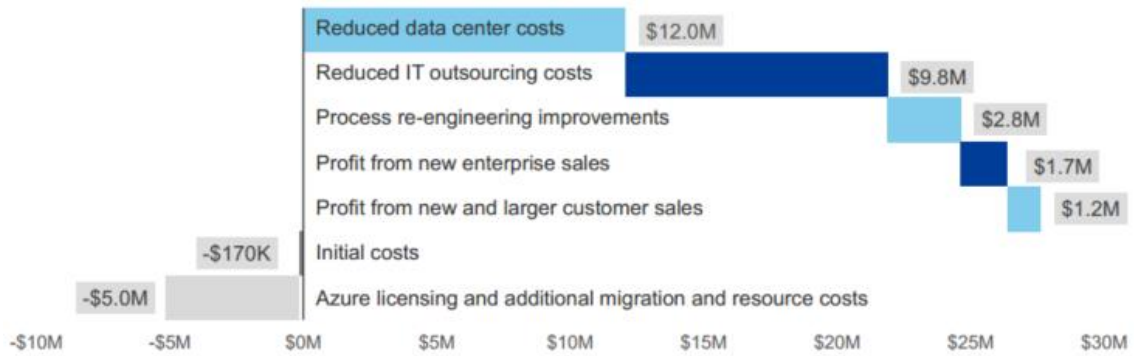 Reduced data center costs $12.0M
Reduced IT outsourcing costs $9.8M
Process re-engineering improvements $2.8M
Profit from new enterprise sales $1.7M
Profit from new and larger customer sales $1.2M
-$170K Initial costs
-$5.0M Azure licensing and additional migration and resource costs
-$10M -$5M $0M $5M $10M $15M $20M $25M $30M